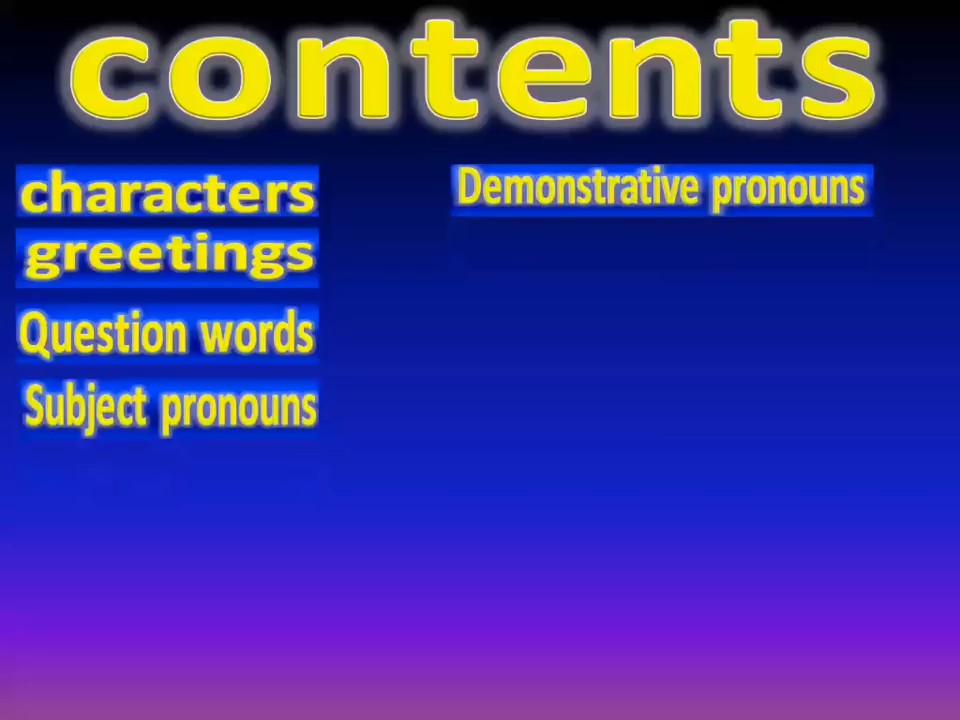 contents
characters
greetings
Question words
Subject pronouns
Demonstrative pronouns